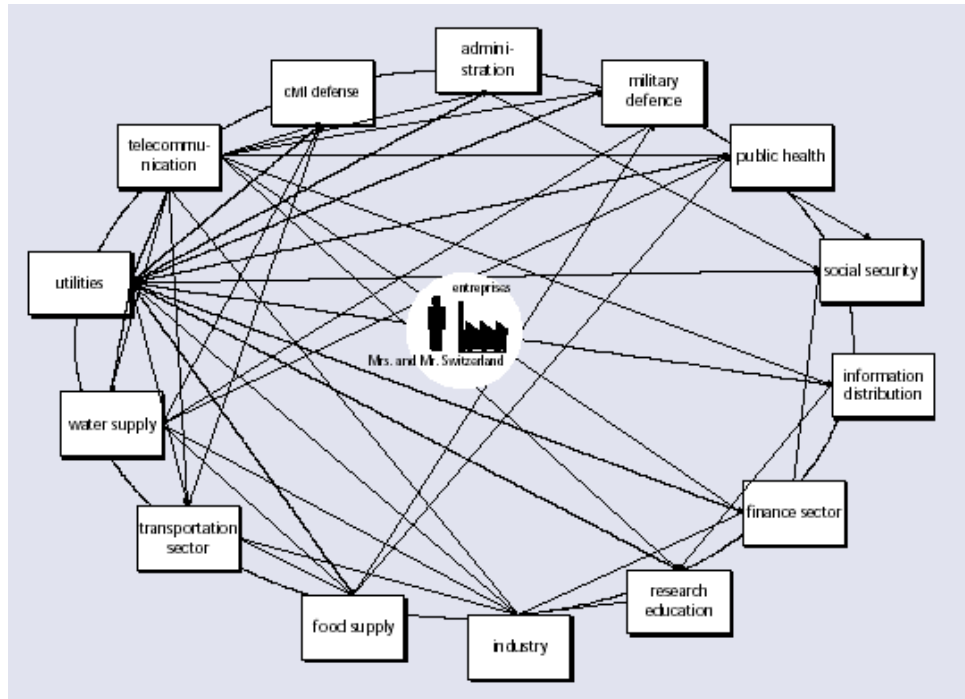 admini-
stration
civil defense
military
defence
telecommu-
nication
public health
utilities
social security
entreprises
Mrs. and Mr. Switzerland
information
distribution
water supply
finance sector
transportation
sector
research
education
food supply
industry